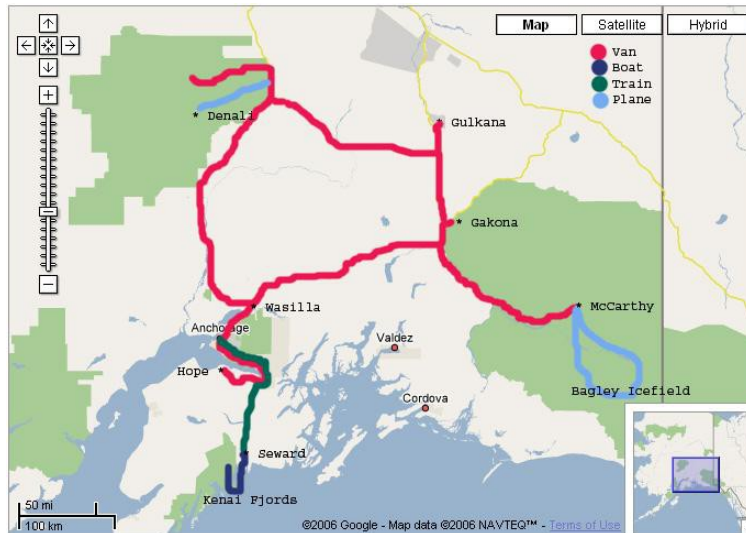 Map Satellite Hybrid
Van
Boat
Train
Plane
Denali
Gulkana
Gakona
Wasilla
McCarthy
Anchorage
Valdez
Hope
Bagley Icefield
Cordova
Seward
Kenai Fjords
50 mi
100 km
©2006 Google - Map data ©2006 NAVTEQ™ - Terms of Use